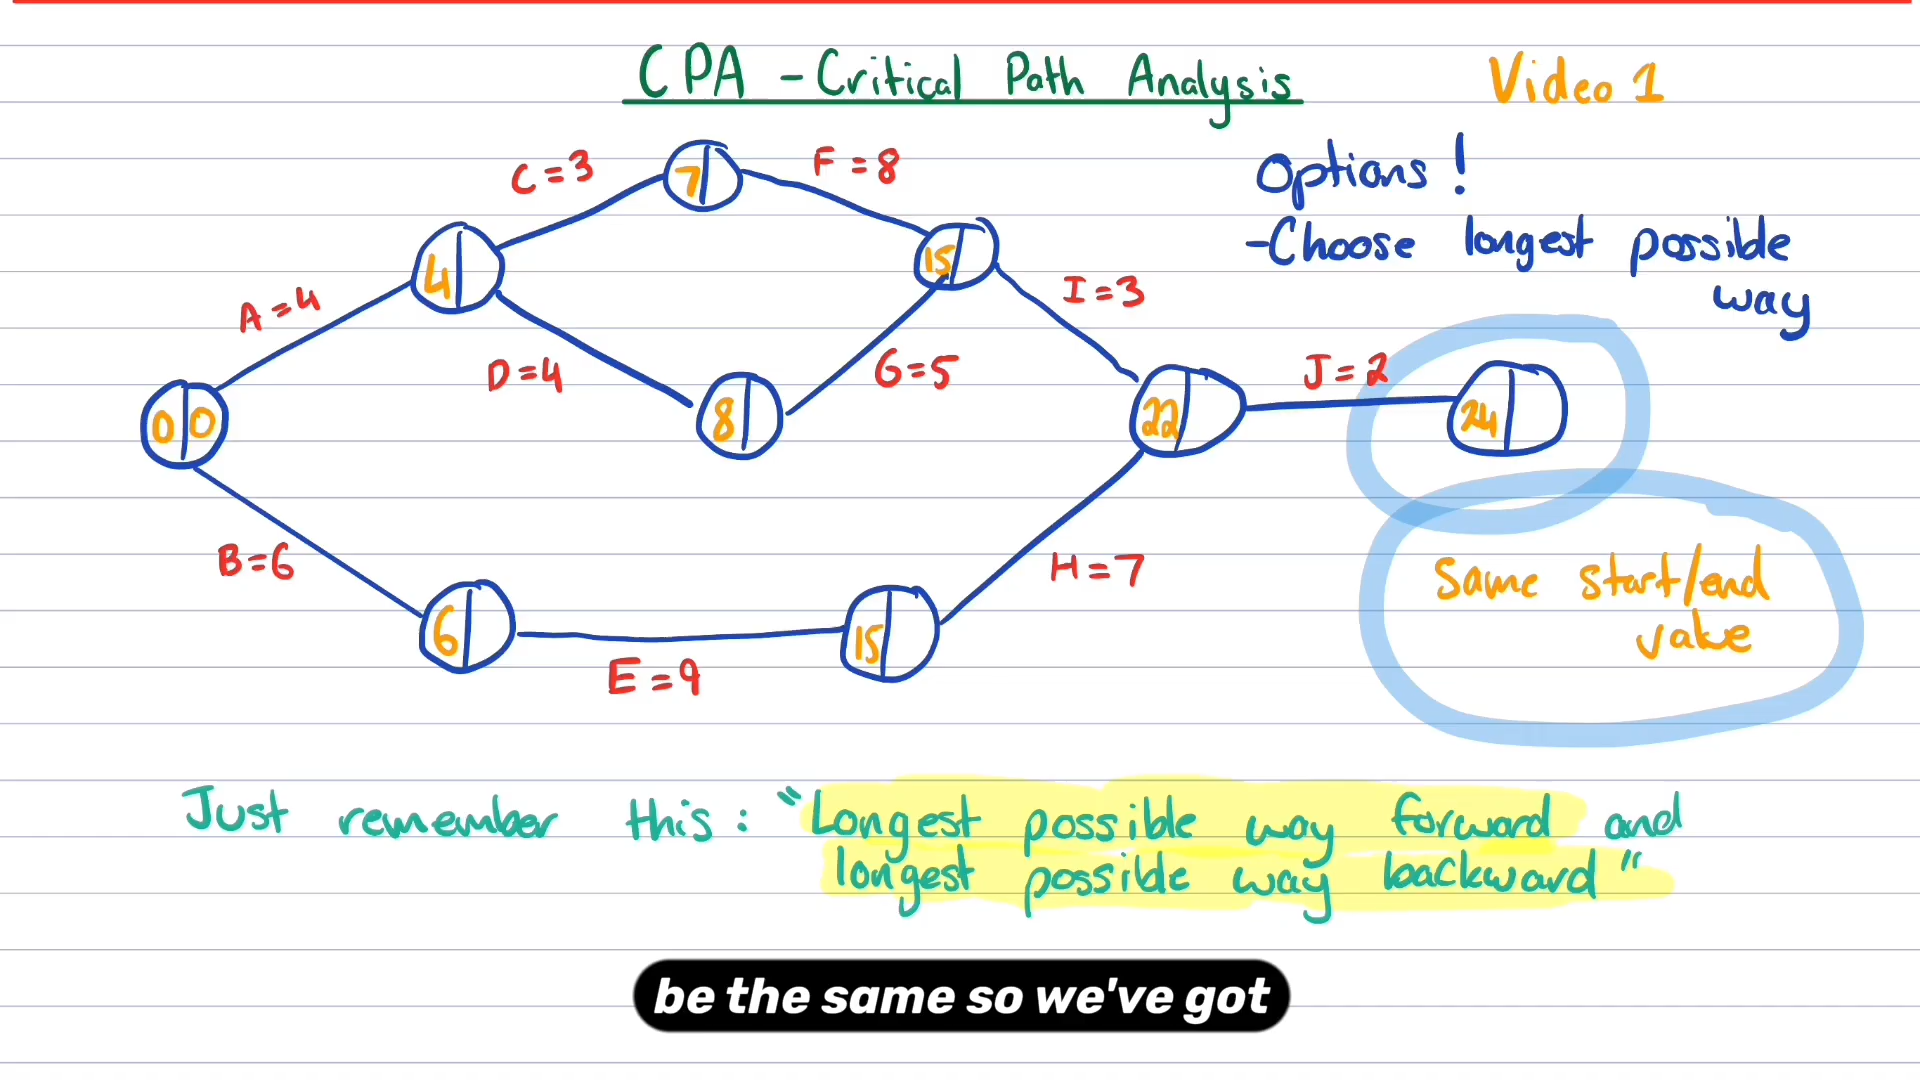 CPA - Critical Path Analysis
Video 1
Options!
-Choose longest possible
way
C=3
F=8
7
A=4
4
15
I=3
D=4
G=5
J=2
0 0
8
22
24
B=6
H=7
Same start/end
value
6
15
E=9
Just remember this: "Longest possible way forward and
longest possible way backward"
be the same so we've got